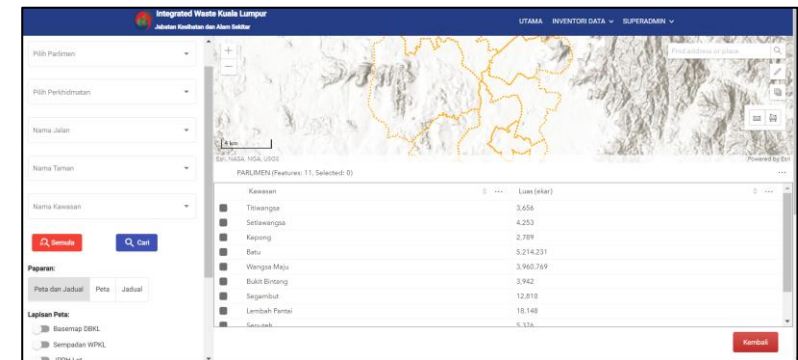 Integrated Waste Kuala Lumpur
Jabatan Kesihatan dan Alam Sekitar
UTAMA INVENTORI DATA SUPERADMIN
Pilih Parlimen
Pilih Perkhidmatan
Nama Jalan
Nama Taman
Nama Kawasan
Semula Cari
Paparan:
Peta dan Jadual Peta Jadual
Lapisan Peta:
Basemap DBKL
Sempadan WPKL
Find address or place
4 km
Esri, NASA, NGA, USGS
Powered by Esri
PARLIMEN (Features: 11, Selected: 0)
Kawasan Luas (ekar)
Titiwangsa 3,656
Setiawangsa 4,253
Kepong 2,789
Batu 5,214.231
Wangsa Maju 3,960.769
Bukit Bintang 3,942
Segambut 12,810
Lembah Pantai 18,148
Seputeh 5,376
Kembali